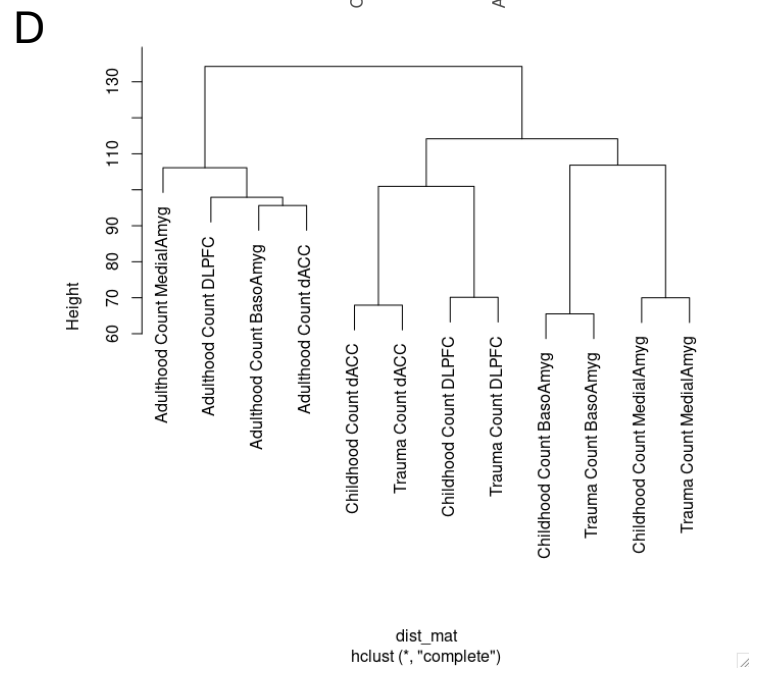 D
Height
130
110
90
80
70
60
Adulthood Count MedialAmyg
Adulthood Count DLPFC
Adulthood Count BasoAmyg
Adulthood Count dACC
Childhood Count dACC
Trauma Count dACC
Childhood Count DLPFC
Trauma Count DLPFC
Childhood Count BasoAmyg
Trauma Count BasoAmyg
Childhood Count MedialAmyg
Trauma Count MedialAmyg
dist_mat
hclust (*, "complete")